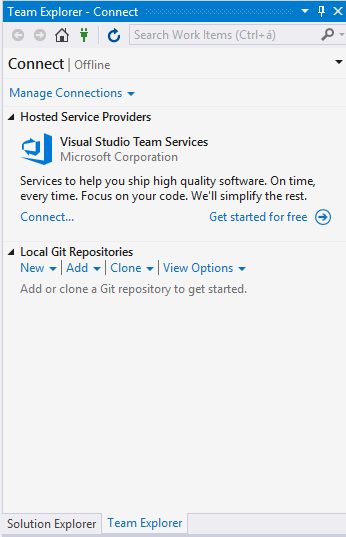 Team Explorer - Connect
Search Work Items (Ctrl+á)
Connect | Offline
Manage Connections
Hosted Service Providers
Visual Studio Team Services
Microsoft Corporation
Services to help you ship high quality software. On time,
every time. Focus on your code. We'll simplify the rest.
Connect... Get started for free
Local Git Repositories
New | Add | Clone | View Options
Add or clone a Git repository to get started.
Solution Explorer Team Explorer